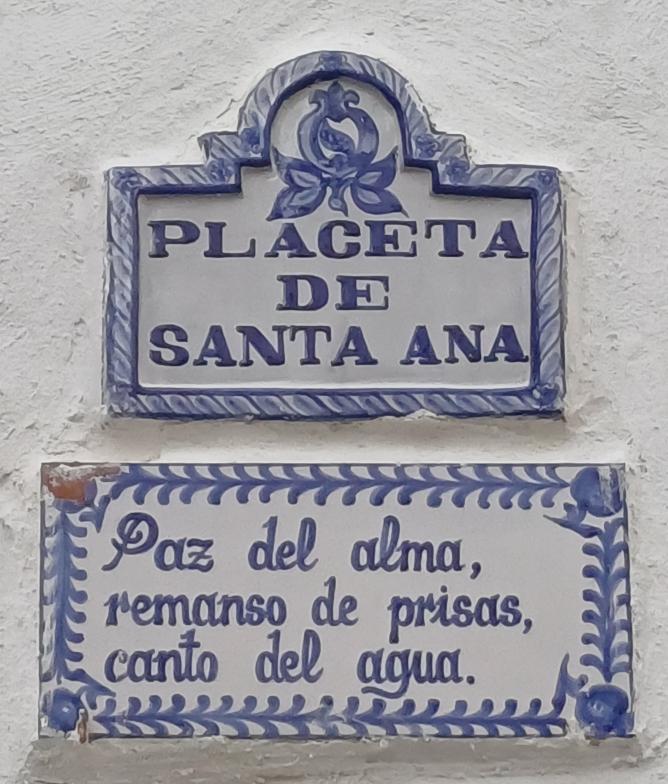 PLACETA
DE
SANTA ANA
Paz del alma,
remanso de prisas,
canto del agua.